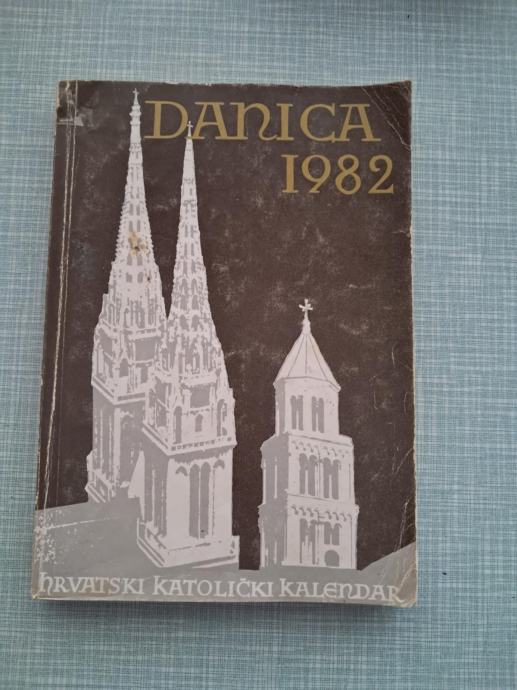 DANICA
1982
HRVATSKI KATOLIČKI KALENDAR